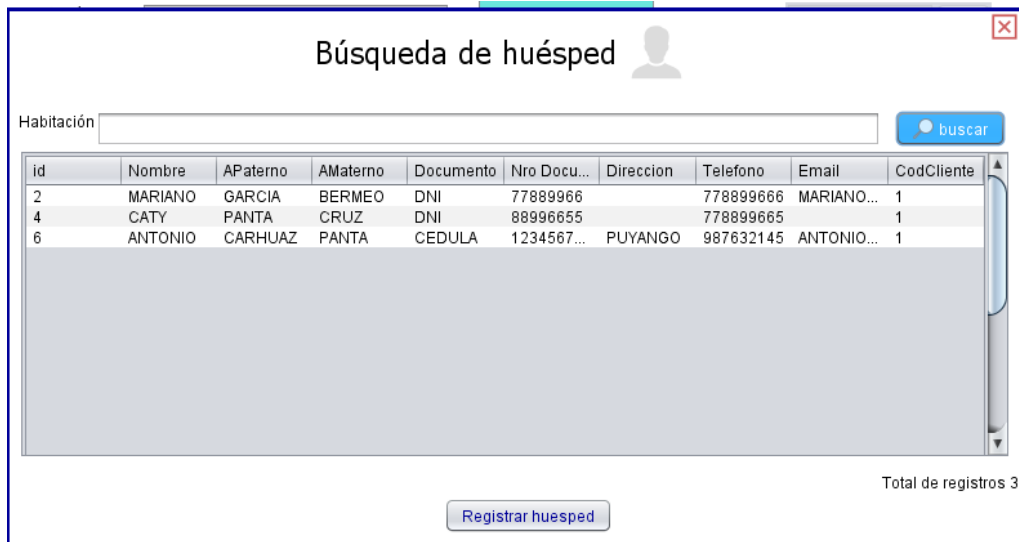 Búsqueda de huésped
Habitación
buscar
id Nombre APaterno AMaterno Documento Nro Docu... Direccion Telefono Email CodCliente
2 MARIANO GARCIA BERMEO DNI 77889966 778899666 MARIANO... 1
4 CATY PANTA CRUZ DNI 88996655 778899665 1
6 ANTONIO CARHUAZ PANTA CEDULA 1234567... PUYANGO 987632145 ANTONIO... 1
Total de registros 3
Registrar huesped